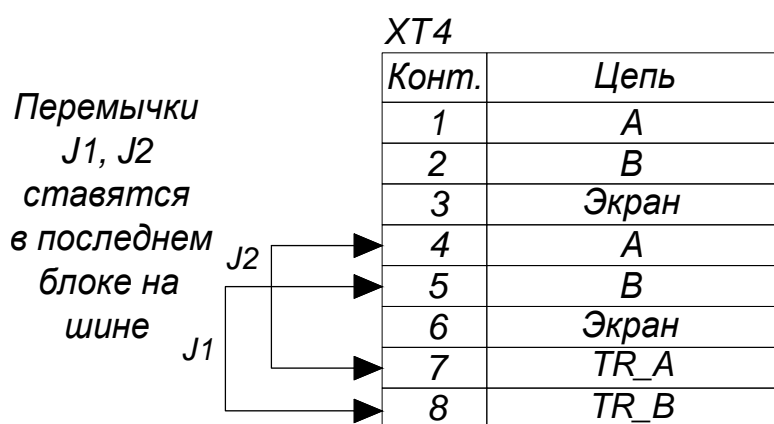 XT4
Конт. Цепь
1 A
2 B
3 Экран
4 A
5 B
6 Экран
7 TR_A
8 TR_B
Перемычки
J1, J2
ставятся
в последнем
блоке на
шине
J2
J1